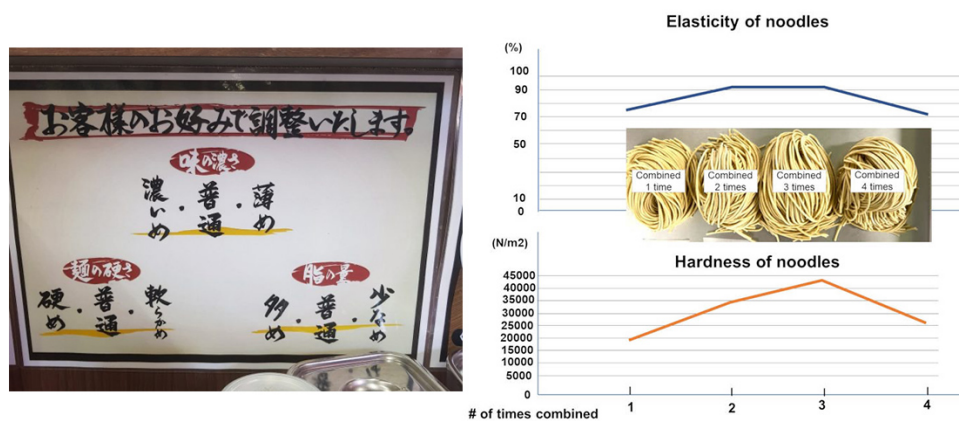 お客様のお好みで調整いたします。
味の濃さ
濃いめ・普通・薄め
麺の硬さ
硬め・普通・軟らかめ
脂の量
多め・普通・少なめ
Elasticity of noodles
(%)
100
90
70
50
10
0
Combined
1 time
Combined
2 times
Combined
3 times
Combined
4 times
(N/m2)
Hardness of noodles
45000
40000
35000
30000
25000
20000
15000
10000
5000
0
1 2 3 4
# of times combined